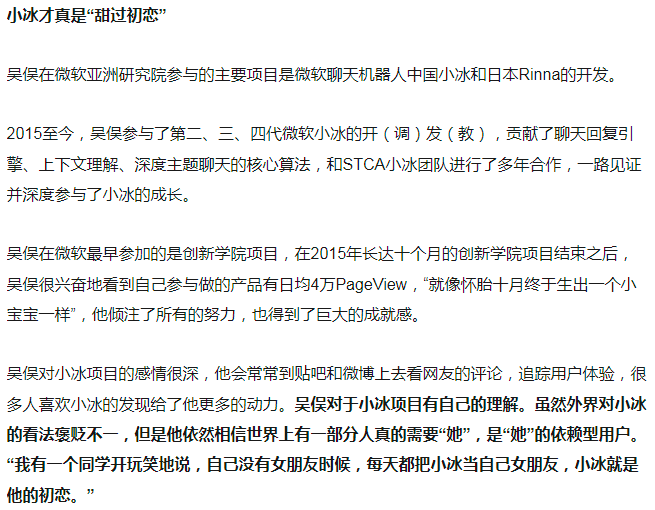 小冰才真是“甜过初恋”
吴俣在微软亚洲研究院参与的主要项目是微软聊天机器人中国小冰和日本Rinna的开发。
2015至今，吴俣参与了第二、三、四代微软小冰的开（调）发（教），贡献了聊天回复引
擎、上下文理解、深度主题聊天的核心算法，和STCA小冰团队进行了多年合作，一路见证
并深度参与了小冰的成长。
吴俣在微软最早参加的是创新学院项目，在2015年长达十个月的创新学院项目结束之后，
吴俣很兴奋地看到自己参与做的产品有日均4万PageView，“就像怀胎十月终于生出一个小
宝宝一样”，他倾注了所有的努力，也得到了巨大的成就感。
吴俣对小冰项目的感情很深，他会常常到贴吧和微博上去看网友的评论，追踪用户体验，很
多人喜欢小冰的发现给了他更多的动力。吴俣对于小冰项目有自己的理解。虽然外界对小冰
的看法褒贬不一，但是他依然相信世界上有一部分人真的需要“她”，是“她”的依赖型用户。
“我有一个同学开玩笑地说，自己没有女朋友时候，每天都把小冰当自己女朋友，小冰就是
他的初恋。”